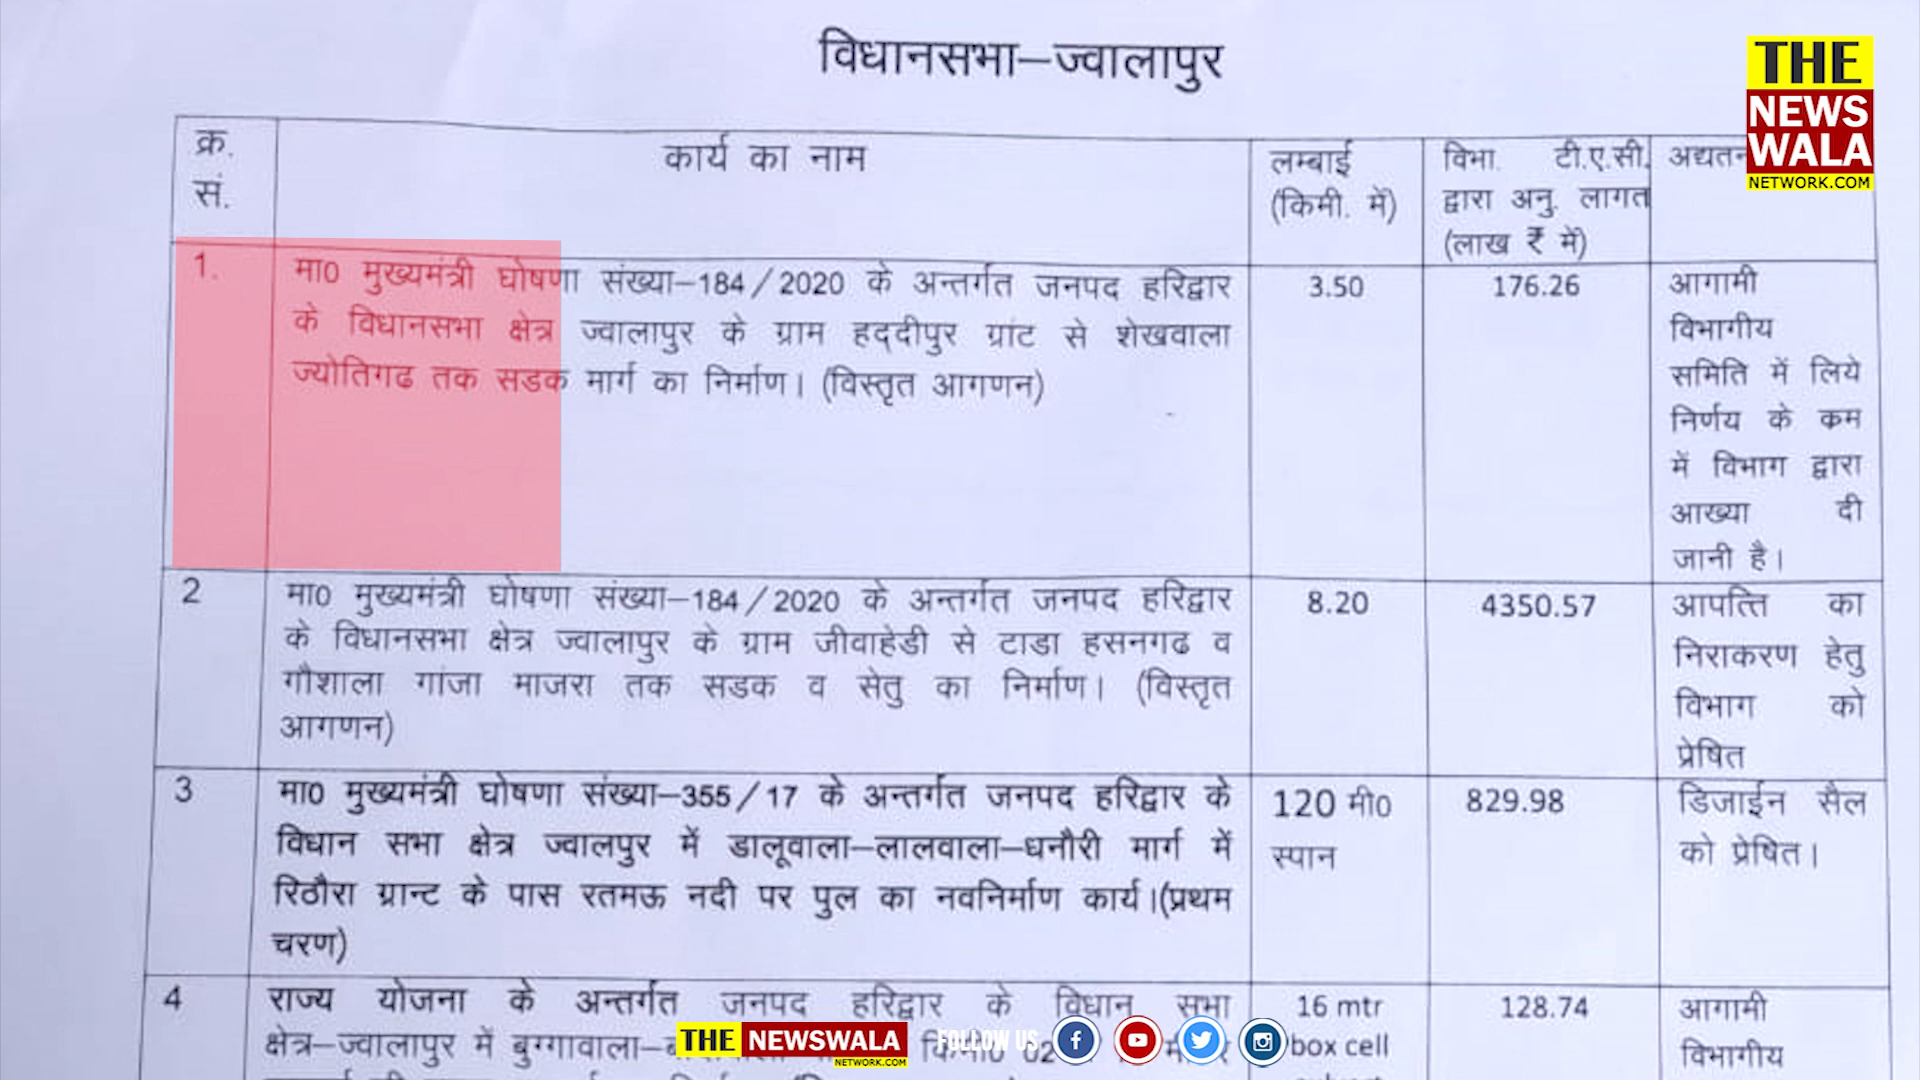 विधानसभा–ज्वालापुर
THE
NEWS
WALA
NETWORK.COM
क्र.
सं.
कार्य का नाम
लम्बाई
(किमी. में)
विभा. टी.ए.सी.
द्वारा अनु. लागत
(लाख ₹ में)
1.
मा0 मुख्यमंत्री घोषणा संख्या–184/2020 के अन्तर्गत जनपद हरिद्वार
के विधानसभा क्षेत्र ज्वालापुर के ग्राम हद्दीपुर ग्रांट से शेखवाला
ज्योतिगढ तक सडक मार्ग का निर्माण। (विस्तृत आगणन)
3.50
176.26
आगामी
विभागीय
समिति में लिये
निर्णय के कम
में विभाग द्वारा
आख्या दी
जानी है।
2
मा0 मुख्यमंत्री घोषणा संख्या–184/2020 के अन्तर्गत जनपद हरिद्वार
के विधानसभा क्षेत्र ज्वालापुर के ग्राम जीवाहेडी से टाडा हसनगढ व
गौशाला गांजा माजरा तक सडक व सेतु का निर्माण। (विस्तृत
आगणन)
8.20
4350.57
आपत्ति का
निराकरण हेतु
विभाग को
प्रेषित
3
मा0 मुख्यमंत्री घोषणा संख्या–355/17 के अन्तर्गत जनपद हरिद्वार के
विधान सभा क्षेत्र ज्वालपुर में डालूवाला–लालवाला–धनौरी मार्ग में
रिठौरा ग्रान्ट के पास रतमऊ नदी पर पुल का नवनिर्माण कार्य।(प्रथम
चरण)
120 मी0
स्पान
829.98
डिजाईन सैल
को प्रेषित।
4
राज्य योजना के अन्तर्गत जनपद हरिद्वार के विधान सभा
क्षेत्र–ज्वालापुर में बुग्गावाला–
16 mtr
box cell
128.74
आगामी
विभागीय
THE NEWSWALA
NETWORK.COM
FOLLOW US